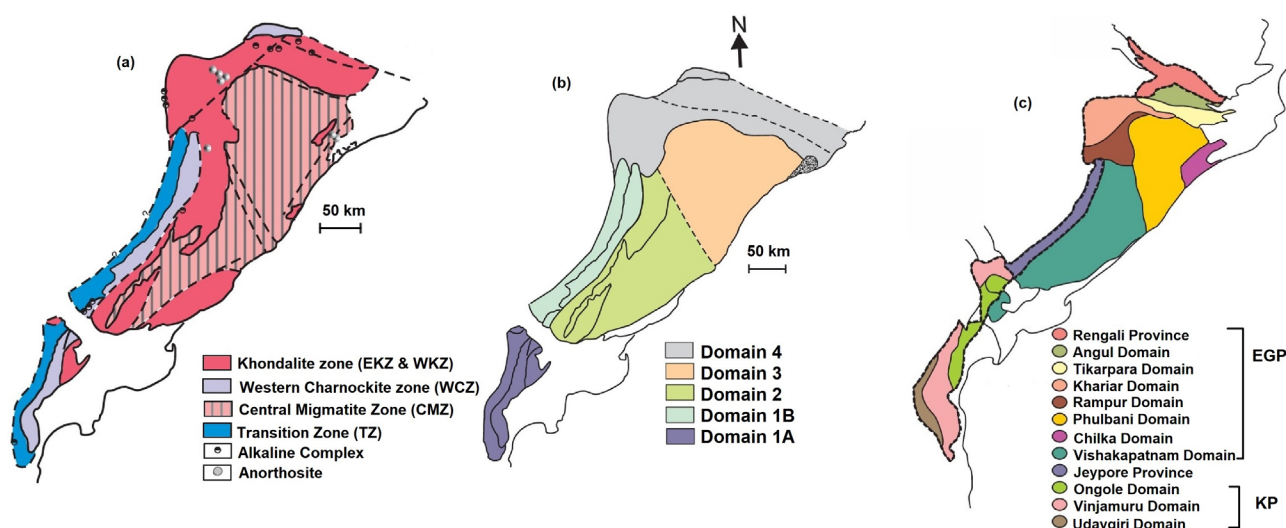 (a)
50 km
Khondalite zone (EKZ & WKZ)
Western Charnockite zone (WCZ)
Central Migmatite Zone (CMZ)
Transition Zone (TZ)
Alkaline Complex
Anorthosite
N
(b)
50 km
Domain 4
Domain 3
Domain 2
Domain 1B
Domain 1A
(c)
Rengali Province
Angul Domain
Tikarpara Domain
Khariar Domain
Rampur Domain
Phulbani Domain
Chilka Domain
Vishakapatnam Domain
EGP
Jeypore Province
Ongole Domain
Vinjamuru Domain
Udaygiri Domain
KP